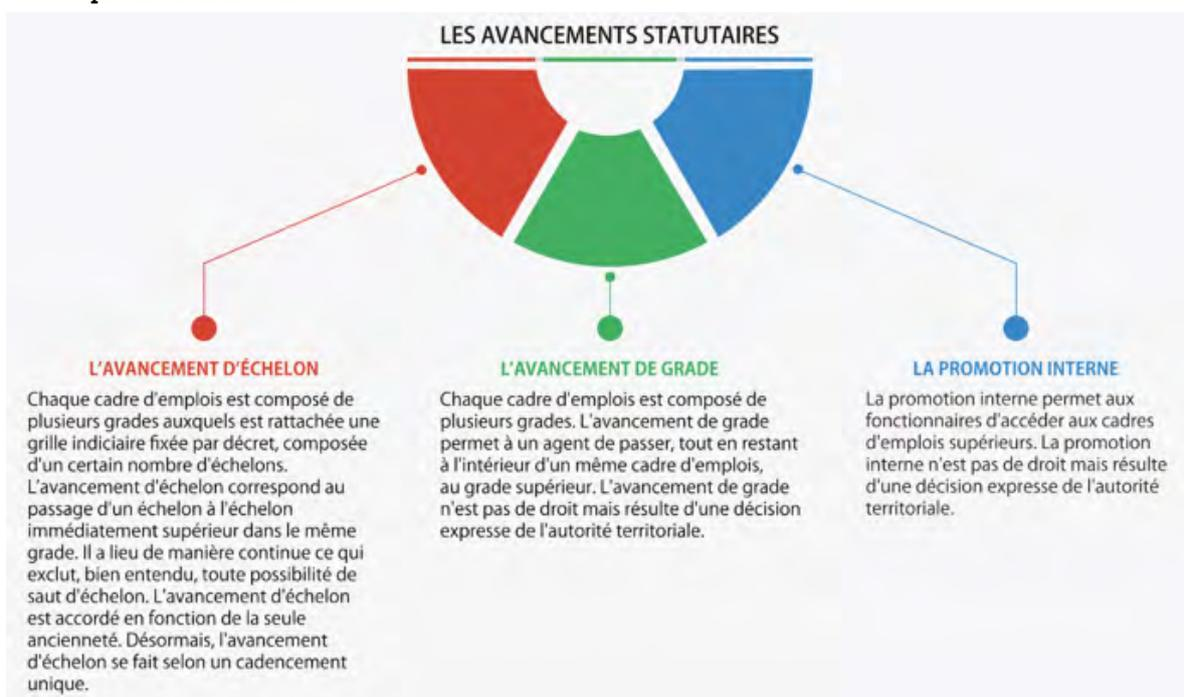 LES AVANCEMENTS STATUTAIRES
L'AVANCEMENT D'ÉCHELON
Chaque cadre d'emplois est composé de
plusieurs grades auxquels est rattachée une
grille indiciaire fixée par décret, composée
d'un certain nombre d'échelons.
L'avancement d'échelon correspond au
passage d'un échelon à l'échelon
immédiatement supérieur dans le même
grade. Il a lieu de manière continue ce qui
exclut, bien entendu, toute possibilité de
saut d'échelon. L'avancement d'échelon
est accordé en fonction de la seule
ancienneté. Désormais, l'avancement
d'échelon se fait selon un cadencement
unique.
L'AVANCEMENT DE GRADE
Chaque cadre d'emplois est composé de
plusieurs grades. L'avancement de grade
permet à un agent de passer, tout en restant
à l'intérieur d'un même cadre d'emplois,
au grade supérieur. L'avancement de grade
n'est pas de droit mais résulte d'une décision
expresse de l'autorité territoriale.
LA PROMOTION INTERNE
La promotion interne permet aux
fonctionnaires d'accéder aux cadres
d'emplois supérieurs. La promotion
interne n'est pas de droit mais résulte
d'une décision expresse de l'autorité
territoriale.